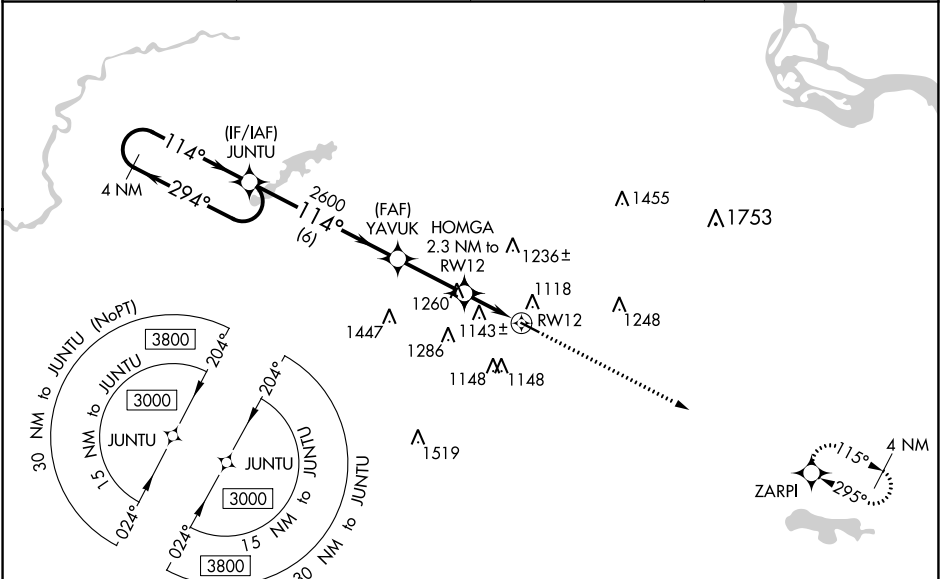 (IF/IAF)
JUNTU
114°
294°
4 NM
2600
114°
(6)
(FAF)
YAVUK
HOMGA
2.3 NM to
RW12
1455
1753
1236±
1260
1118
1248
1447
1143±
RW12
1286
1148
1148
1519
30 NM to JUNTU (NoPT)
3800
15 NM to JUNTU
3000
204°
JUNTU
024°
204°
JUNTU
3000
15 NM to JUNTU
024°
3800
30 NM to JUNTU
115°
4 NM
295°
ZARPI